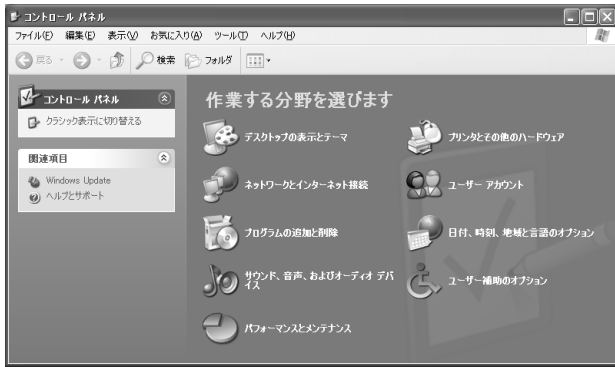 コントロール パネル
ファイル(F) 編集(E) 表示(V) お気に入り(A) ツール(T) ヘルプ(H)
戻る 検索 フォルダ
コントロール パネル
クラシック表示に切り替える
関連項目
Windows Update
ヘルプとサポート
作業する分野を選びます
デスクトップの表示とテーマ
プリンタとその他のハードウェア
ネットワークとインターネット接続
ユーザー アカウント
プログラムの追加と削除
日付、時刻、地域と言語のオプション
サウンド、音声、およびオーディオ デバ
イス
ユーザー補助のオプション
パフォーマンスとメンテナンス